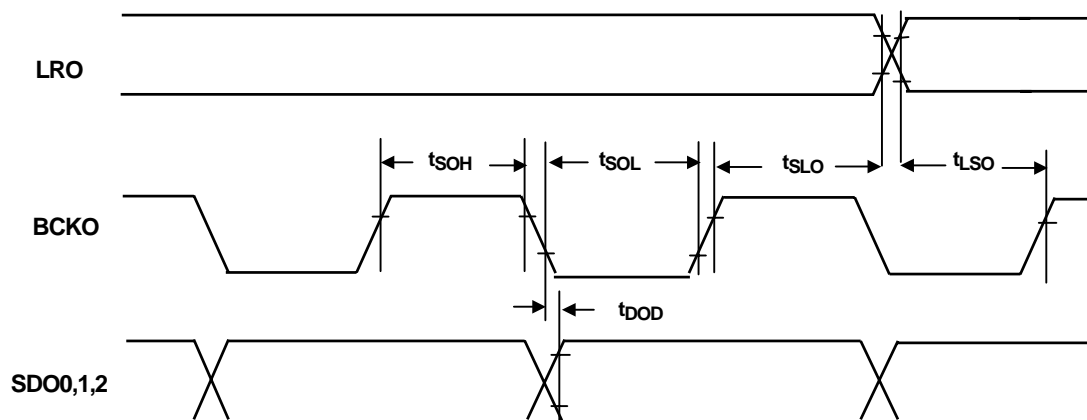 LRO
tSOH
tSOL
tSLO
tLSO
BCKO
tDOD
SDO0,1,2